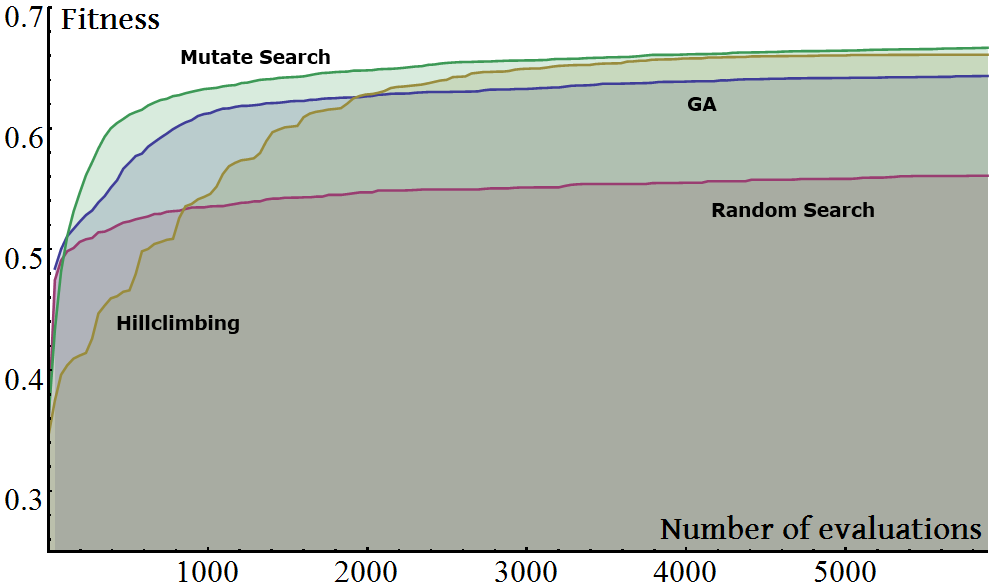 0.7
Fitness
Mutate Search
GA
0.6
Random Search
0.5
Hillclimbing
0.4
0.3
Number of evaluations
1000 2000 3000 4000 5000